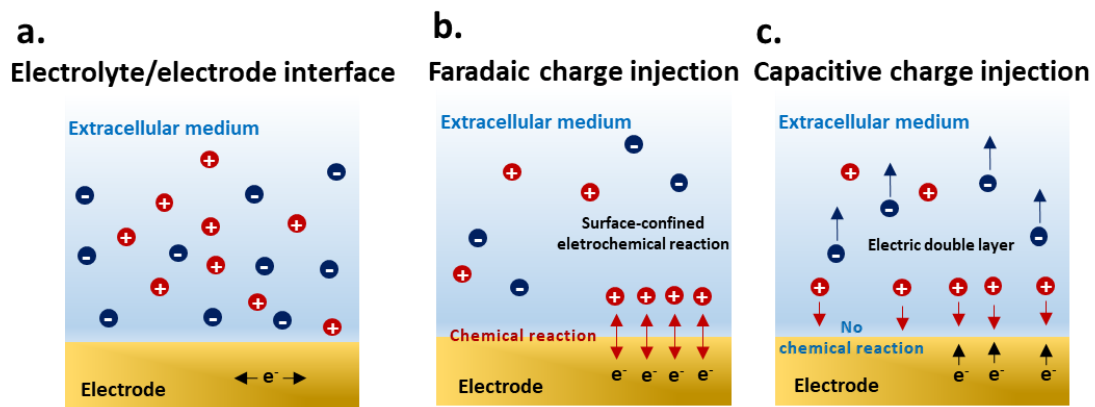 a.
Electrolyte/electrode interface
Extracellular medium
+
-
+
-
-
+
+
+
-
+
-
-
+
-
-
+
+
-
-
-
+
Electrode
e-
b.
Faradaic charge injection
Extracellular medium
-
+
+
-
Surface-confined
eletrochemical reaction
-
+
-
+ + + +
Chemical reaction
e- e- e- e-
Electrode
c.
Capacitive charge injection
Extracellular medium
+
-
+
-
Electric double layer
-
-
+ + + + +
No
chemical reaction
e- e- e-
Electrode